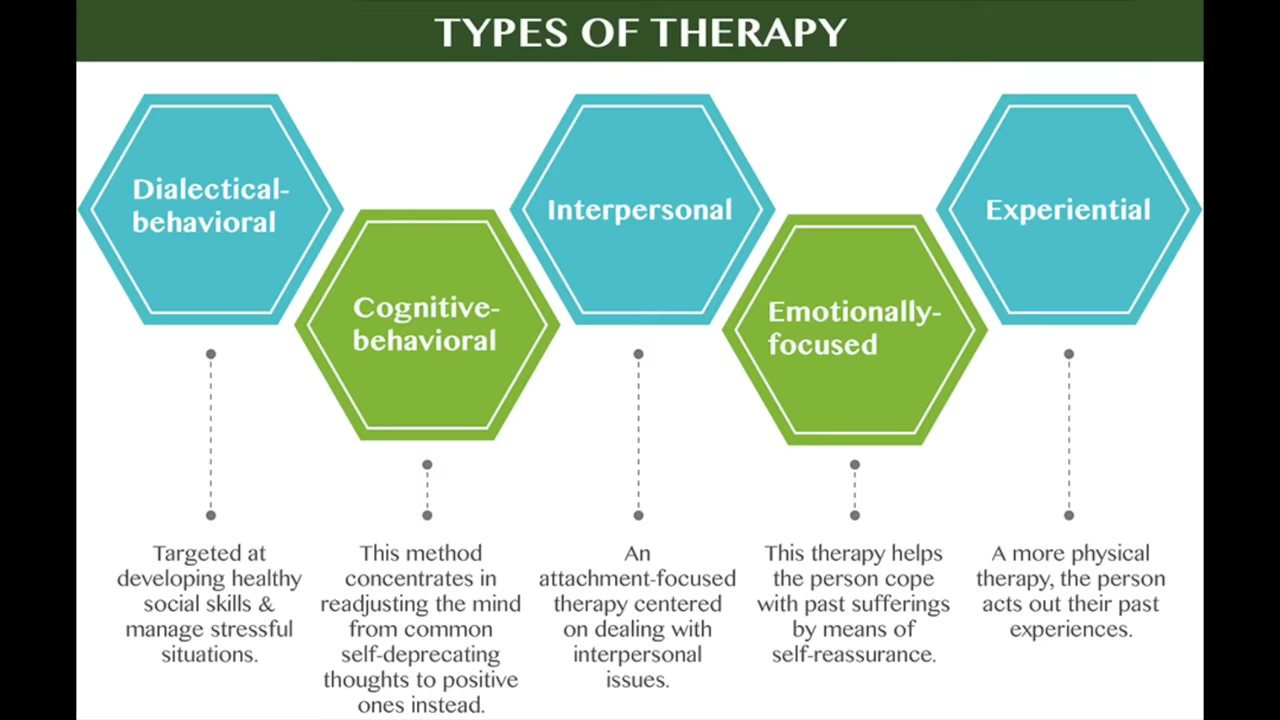 TYPES OF THERAPY
Dialectical-
behavioral
Cognitive-
behavioral
Interpersonal
Emotionally-
focused
Experiential
Targeted at
developing healthy
social skills &
manage stressful
situations.
This method
concentrates in
readjusting the mind
from common
self-deprecating
thoughts to positive
ones instead.
An
attachment-focused
therapy centered
on dealing with
interpersonal
issues.
This therapy helps
the person cope
with past sufferings
by means of
self-reassurance.
A more physical
therapy, the person
acts out their past
experiences.